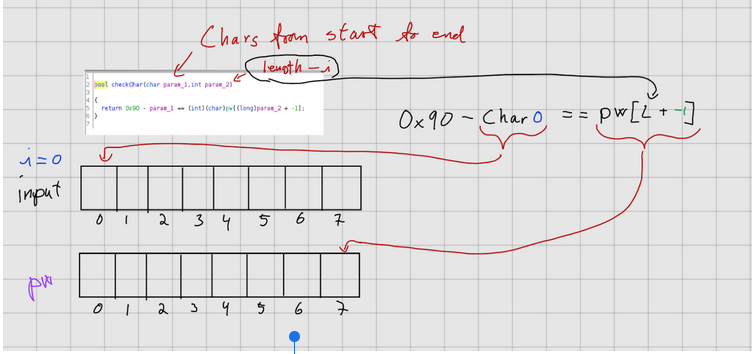 Chars from start to end
length - i
1
2 bool checkChar(char param_1,int param_2)
3
4 {
5 return 0x90 - param_1 == (int)(char)pw[(long)param_2 + -1];
6 }
7
0x90 - Char0 == pw[L + -1]
i=0
input
0 1 2 3 4 5 6 7
pw
0 1 2 3 4 5 6 7